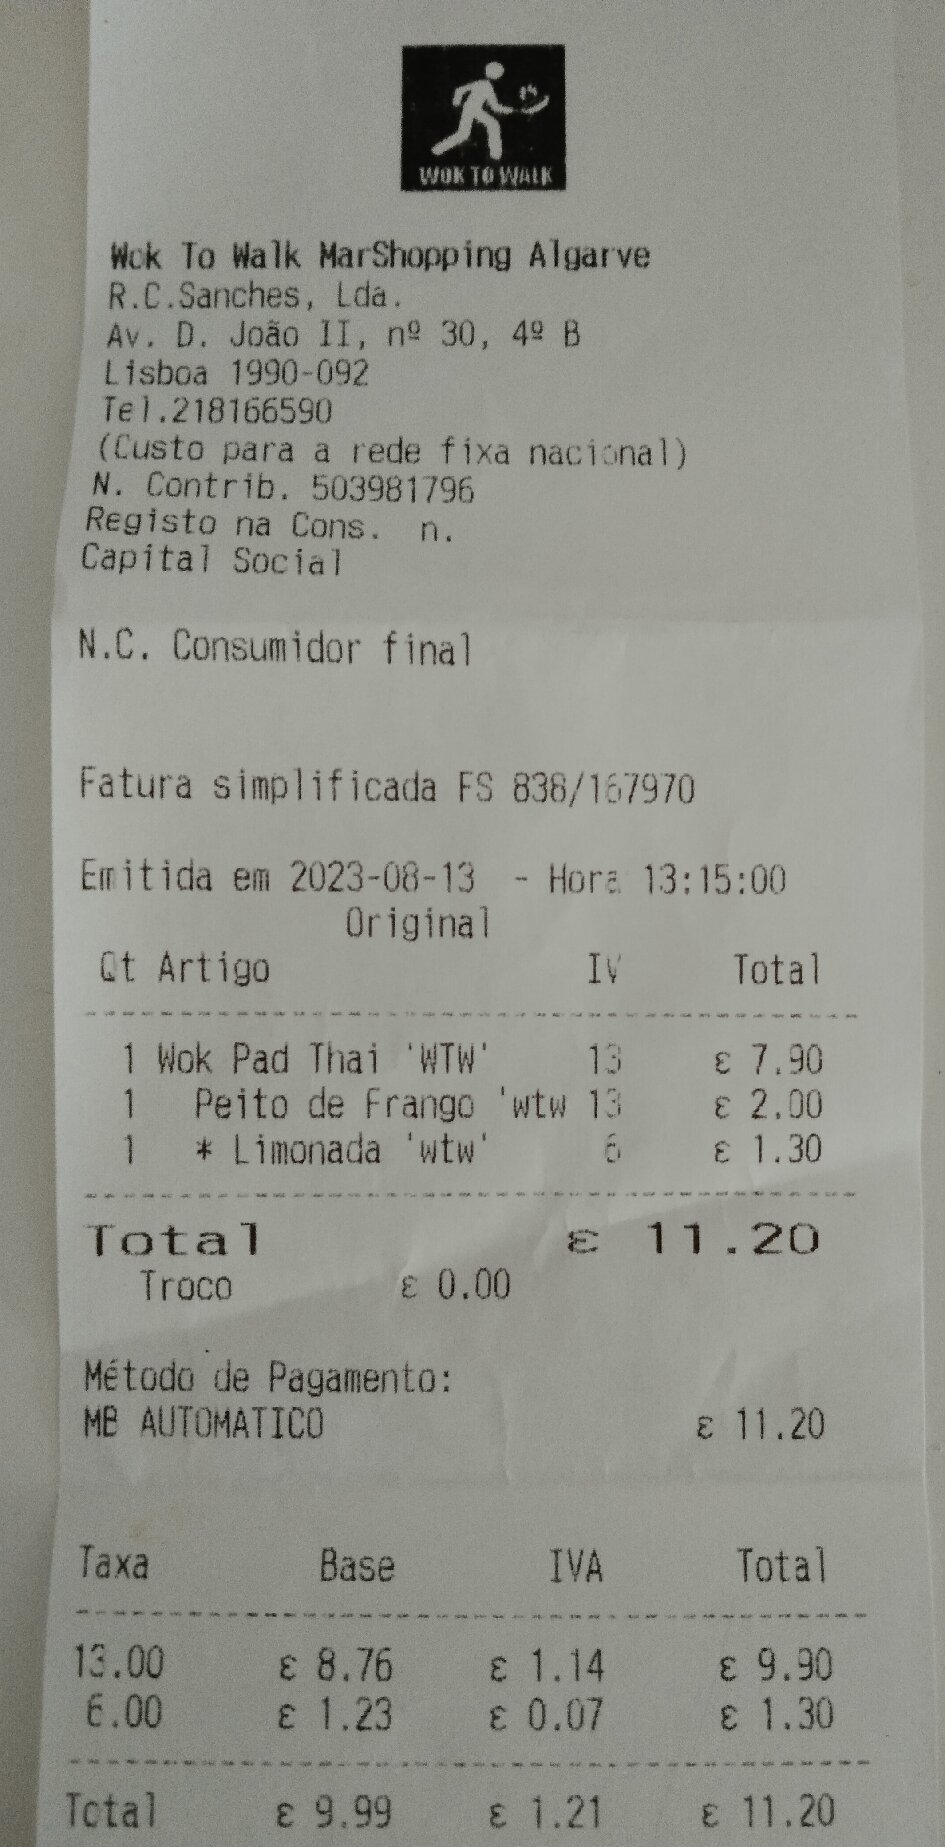 WOK TO WALK
Wok To Walk MarShopping Algarve
R.C.Sanches, Lda.
Av. D. João II, nº 30, 4º B
Lisboa 1990-092
Tel.218166590
(Custo para a rede fixa nacional)
N. Contrib. 503981796
Registo na Cons. n.
Capital Social
N.C. Consumidor final
Fatura simplificada FS 838/167970
Emitida em 2023-08-13 - Hora 13:15:00
Original
Qt Artigo IV Total
1 Wok Pad Thai 'WTW' 13 € 7.90
1 Peito de Frango 'wtw 13 € 2.00
1 * Limonada 'wtw' 6 € 1.30
Total € 11.20
Troco € 0.00
Método de Pagamento:
MB AUTOMATICO € 11.20
Taxa Base IVA Total
13.00 € 8.76 € 1.14 € 9.90
6.00 € 1.23 € 0.07 € 1.30
Total € 9.99 € 1.21 € 11.20